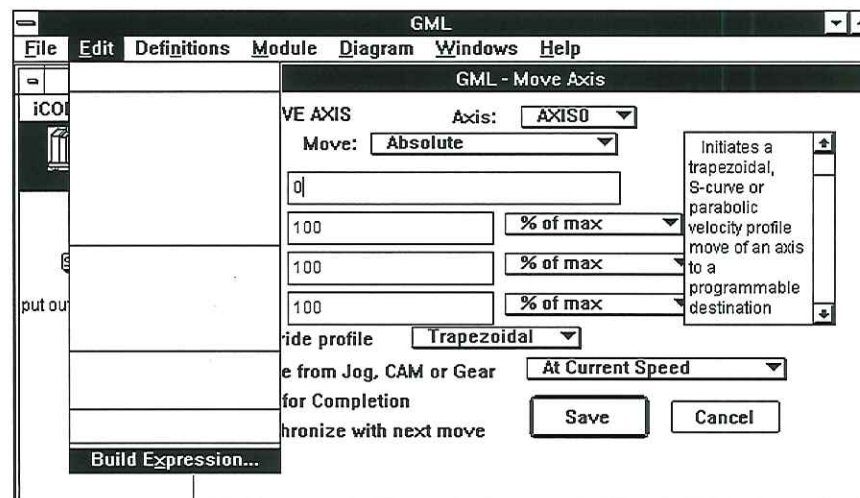 GML
File Edit Definitions Module Diagram Windows Help
GML - Move Axis
VE AXIS Axis: AXIS0
Move: Absolute
0
100 % of max
100 % of max
100 % of max
Initiates a
trapezoidal,
S-curve or
parabolic
velocity profile
move of an axis
to a
programmable
destination
put ou
ride profile Trapezoidal
e from Jog, CAM or Gear At Current Speed
for Completion
hronize with next move
Save Cancel
Build Expression...